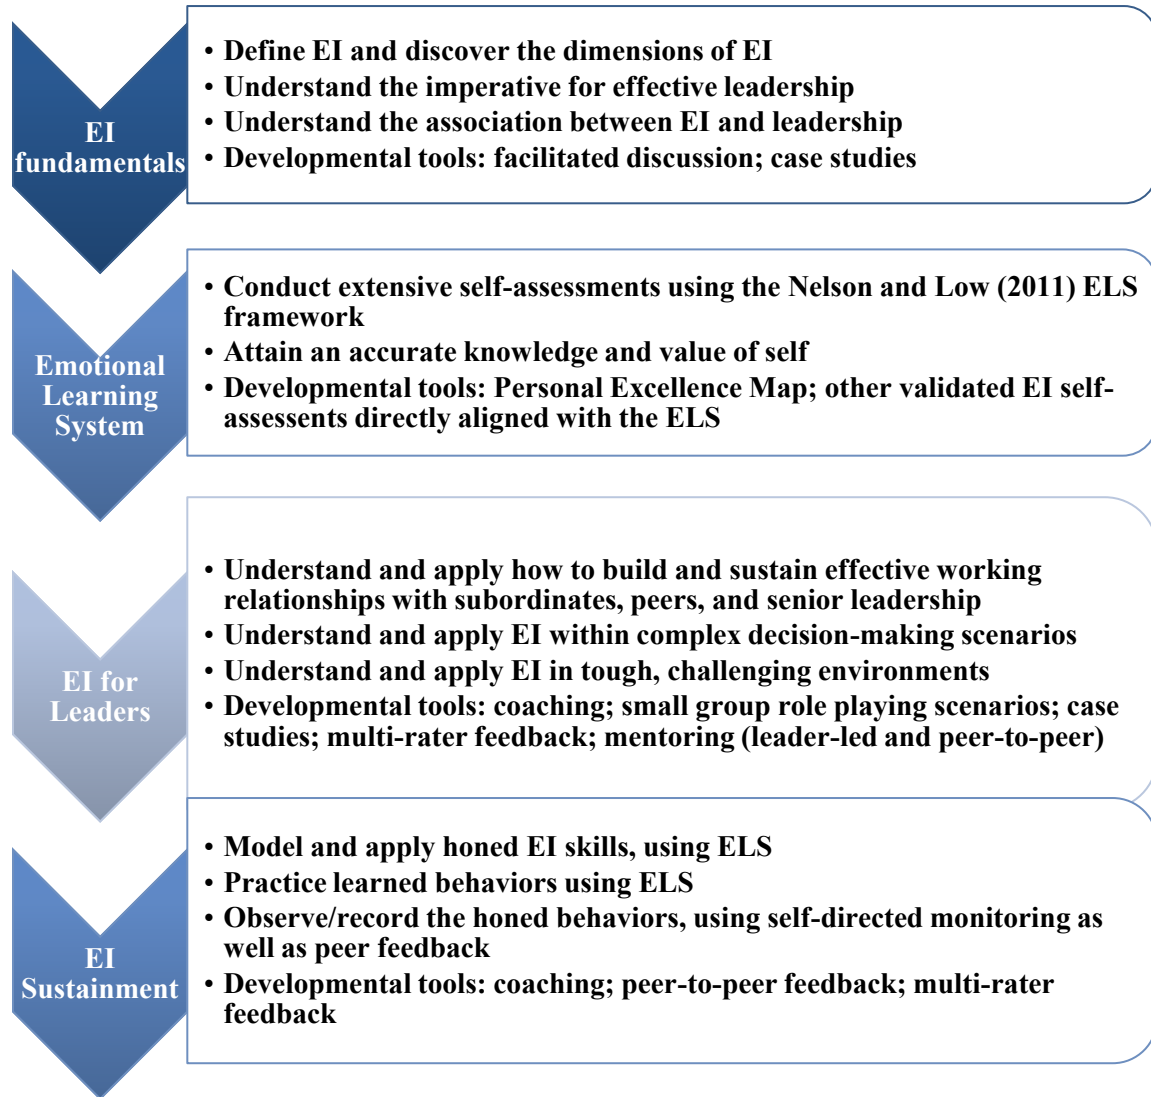 EI
fundamentals
• Define EI and discover the dimensions of EI
• Understand the imperative for effective leadership
• Understand the association between EI and leadership
• Developmental tools: facilitated discussion; case studies
Emotional
Learning
System
• Conduct extensive self-assessments using the Nelson and Low (2011) ELS
framework
• Attain an accurate knowledge and value of self
• Developmental tools: Personal Excellence Map; other validated EI self-
assessents directly aligned with the ELS
EI for
Leaders
• Understand and apply how to build and sustain effective working
relationships with subordinates, peers, and senior leadership
• Understand and apply EI within complex decision-making scenarios
• Understand and apply EI in tough, challenging environments
• Developmental tools: coaching; small group role playing scenarios; case
studies; multi-rater feedback; mentoring (leader-led and peer-to-peer)
EI
Sustainment
• Model and apply honed EI skills, using ELS
• Practice learned behaviors using ELS
• Observe/record the honed behaviors, using self-directed monitoring as
well as peer feedback
• Developmental tools: coaching; peer-to-peer feedback; multi-rater
feedback